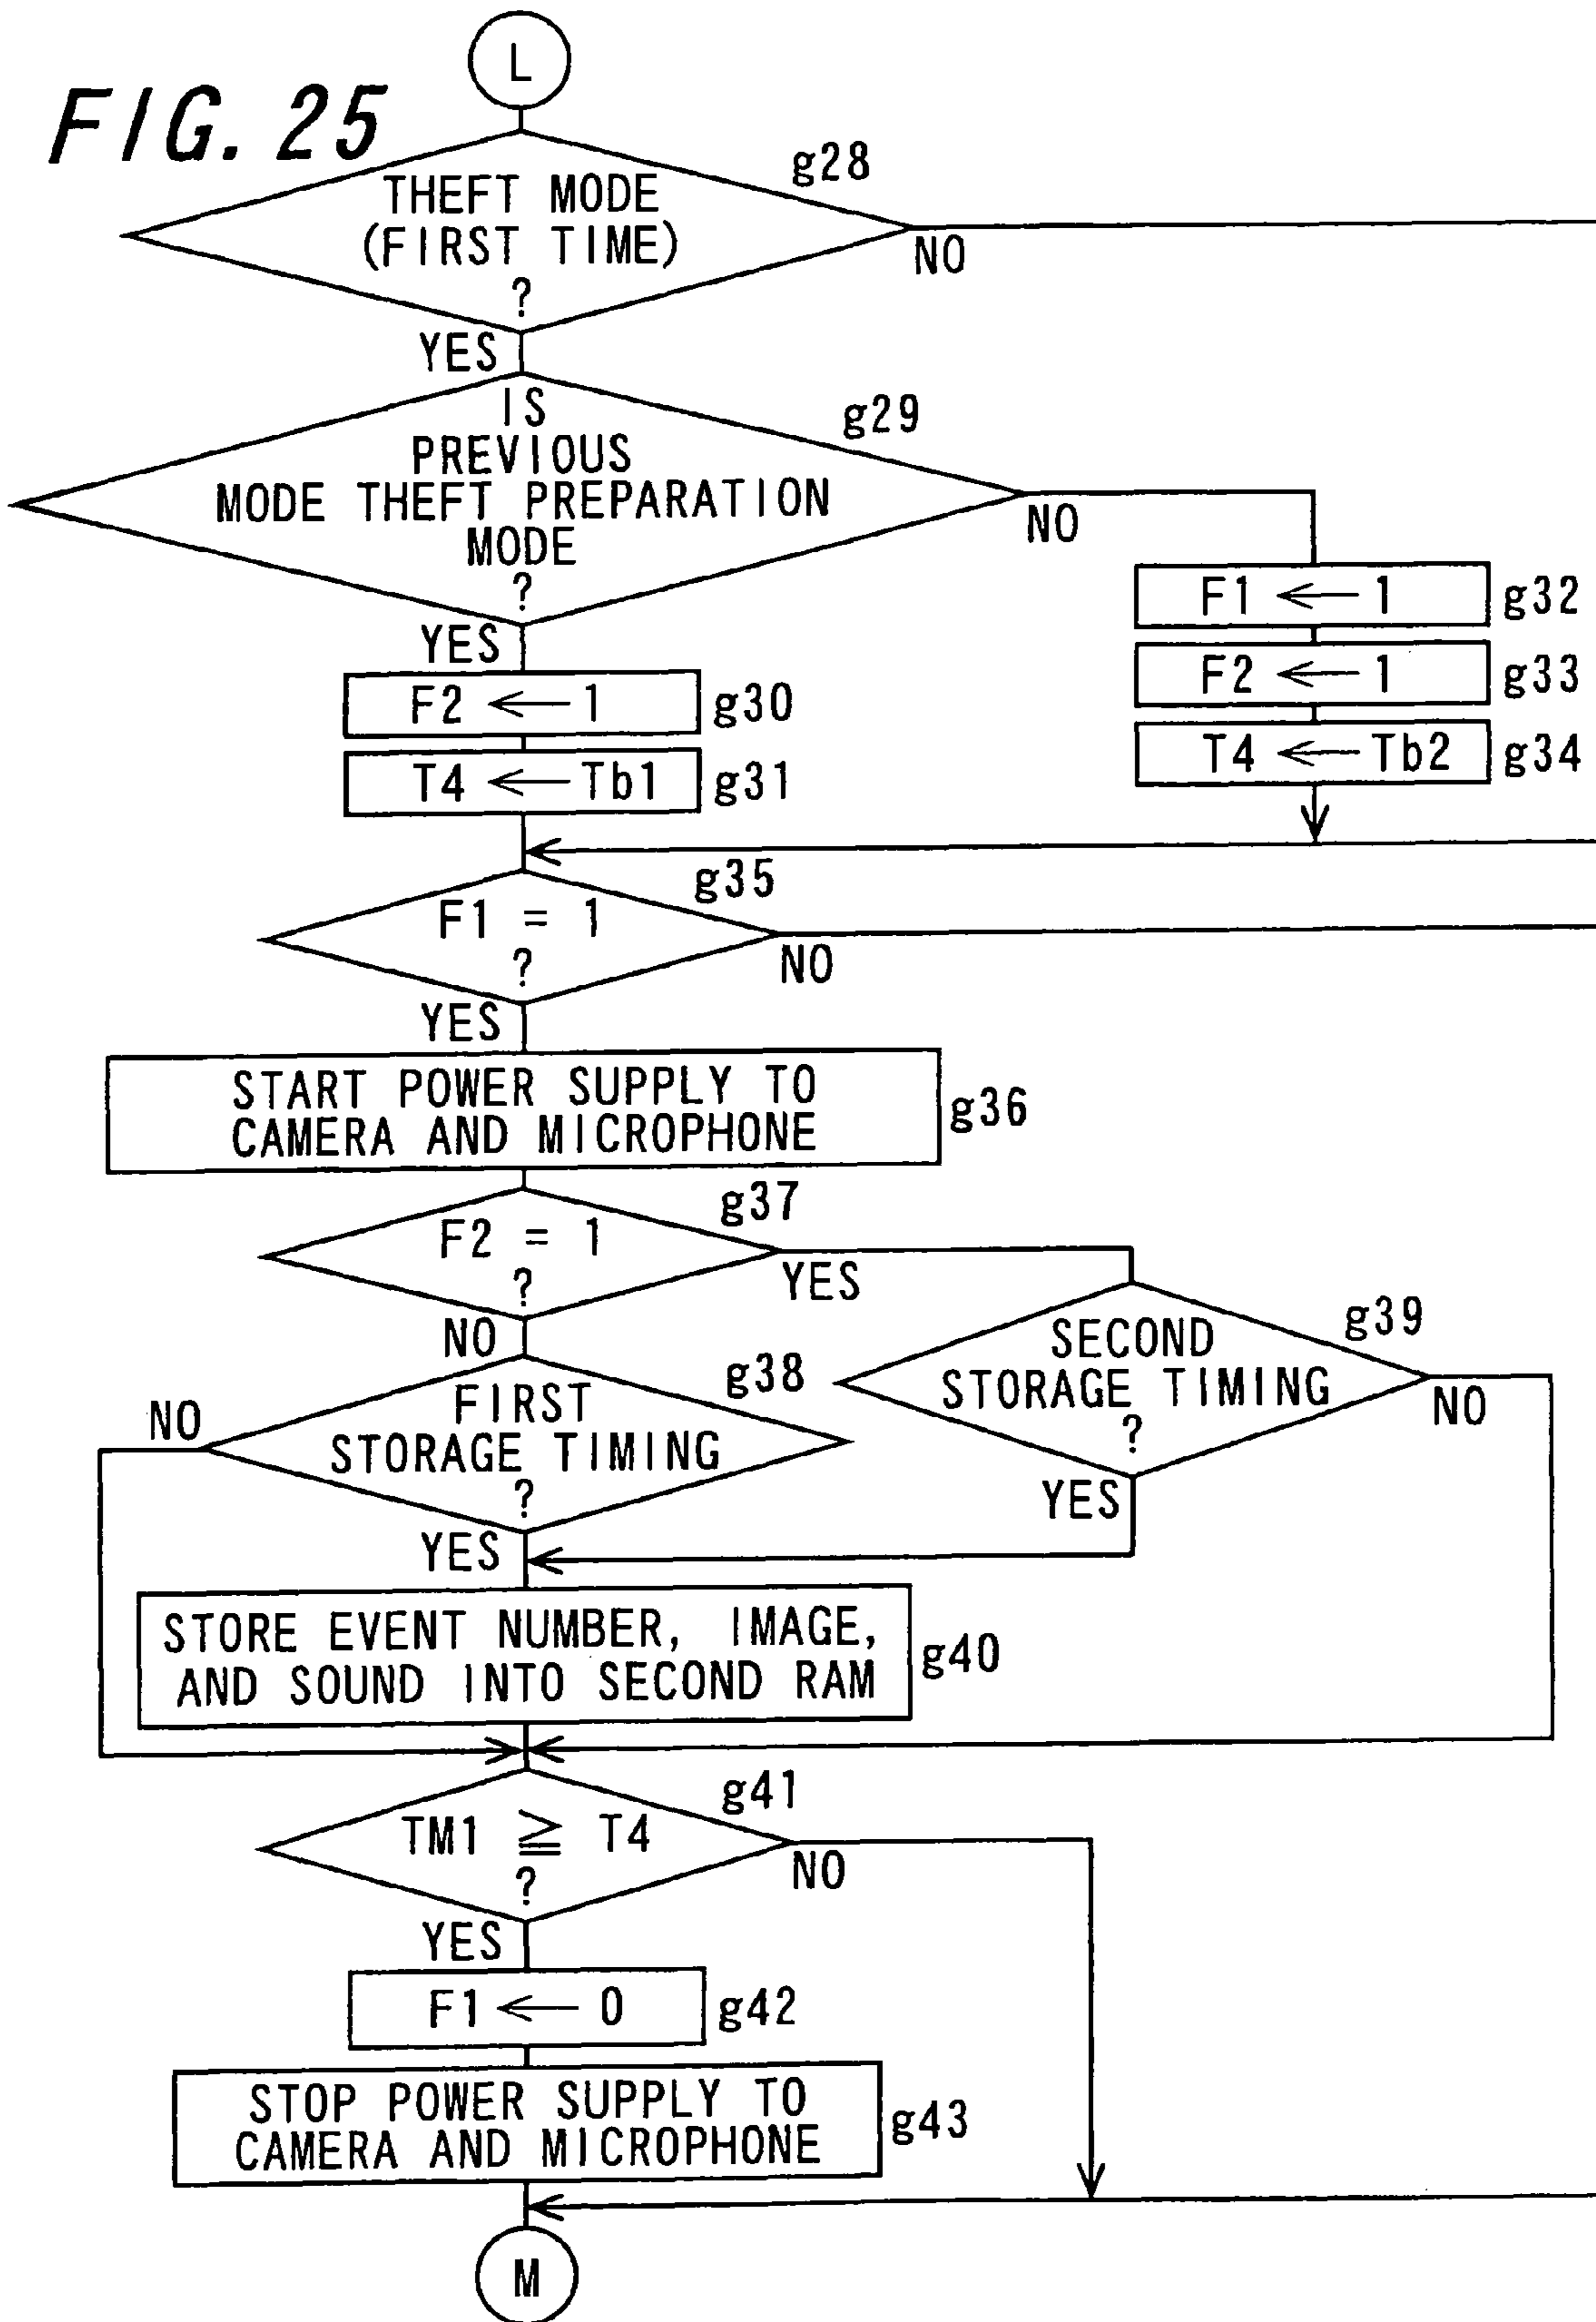 L
FIG. 25
g28
THEFT MODE
(FIRST TIME)
?
NO
YES
g29
IS
PREVIOUS
MODE THEFT PREPARATION
MODE
?
NO
YES
F1 ← 1 g32
F2 ← 1 g33
T4 ← Tb2 g34
F2 ← 1 g30
T4 ← Tb1 g31
g35
F1 = 1
?
NO
YES
START POWER SUPPLY TO
CAMERA AND MICROPHONE
g36
g37
F2 = 1
?
YES
NO
g38
FIRST
STORAGE TIMING
?
NO
YES
g39
SECOND
STORAGE TIMING
?
NO
YES
STORE EVENT NUMBER, IMAGE,
AND SOUND INTO SECOND RAM
g40
g41
TM1 ≧ T4
?
NO
YES
F1 ← 0 g42
STOP POWER SUPPLY TO
CAMERA AND MICROPHONE
g43
M